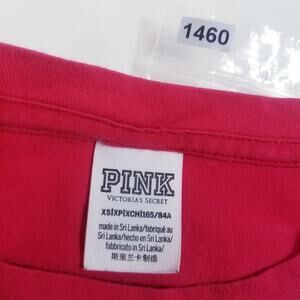 1460
PINK
VICTORIA'S SECRET
XS|XP|XCH|165/84A
made in Sri Lanka/fabriqué au
Sri Lanka/hecho en Sri Lanka/
fabbricato in Sri Lanka/
斯里兰卡制造